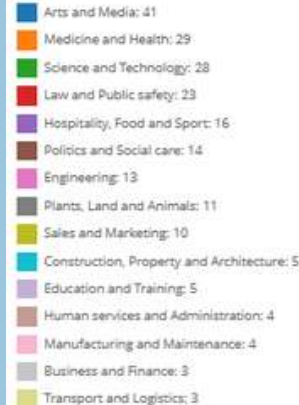 Arts and Media: 41
Medicine and Health: 29
Science and Technology: 28
Law and Public safety: 23
Hospitality, Food and Sport: 16
Politics and Social care: 14
Engineering: 13
Plants, Land and Animals: 11
Sales and Marketing: 10
Construction, Property and Architecture: 5
Education and Training: 5
Human services and Administration: 4
Manufacturing and Maintenance: 4
Business and Finance: 3
Transport and Logistics: 3